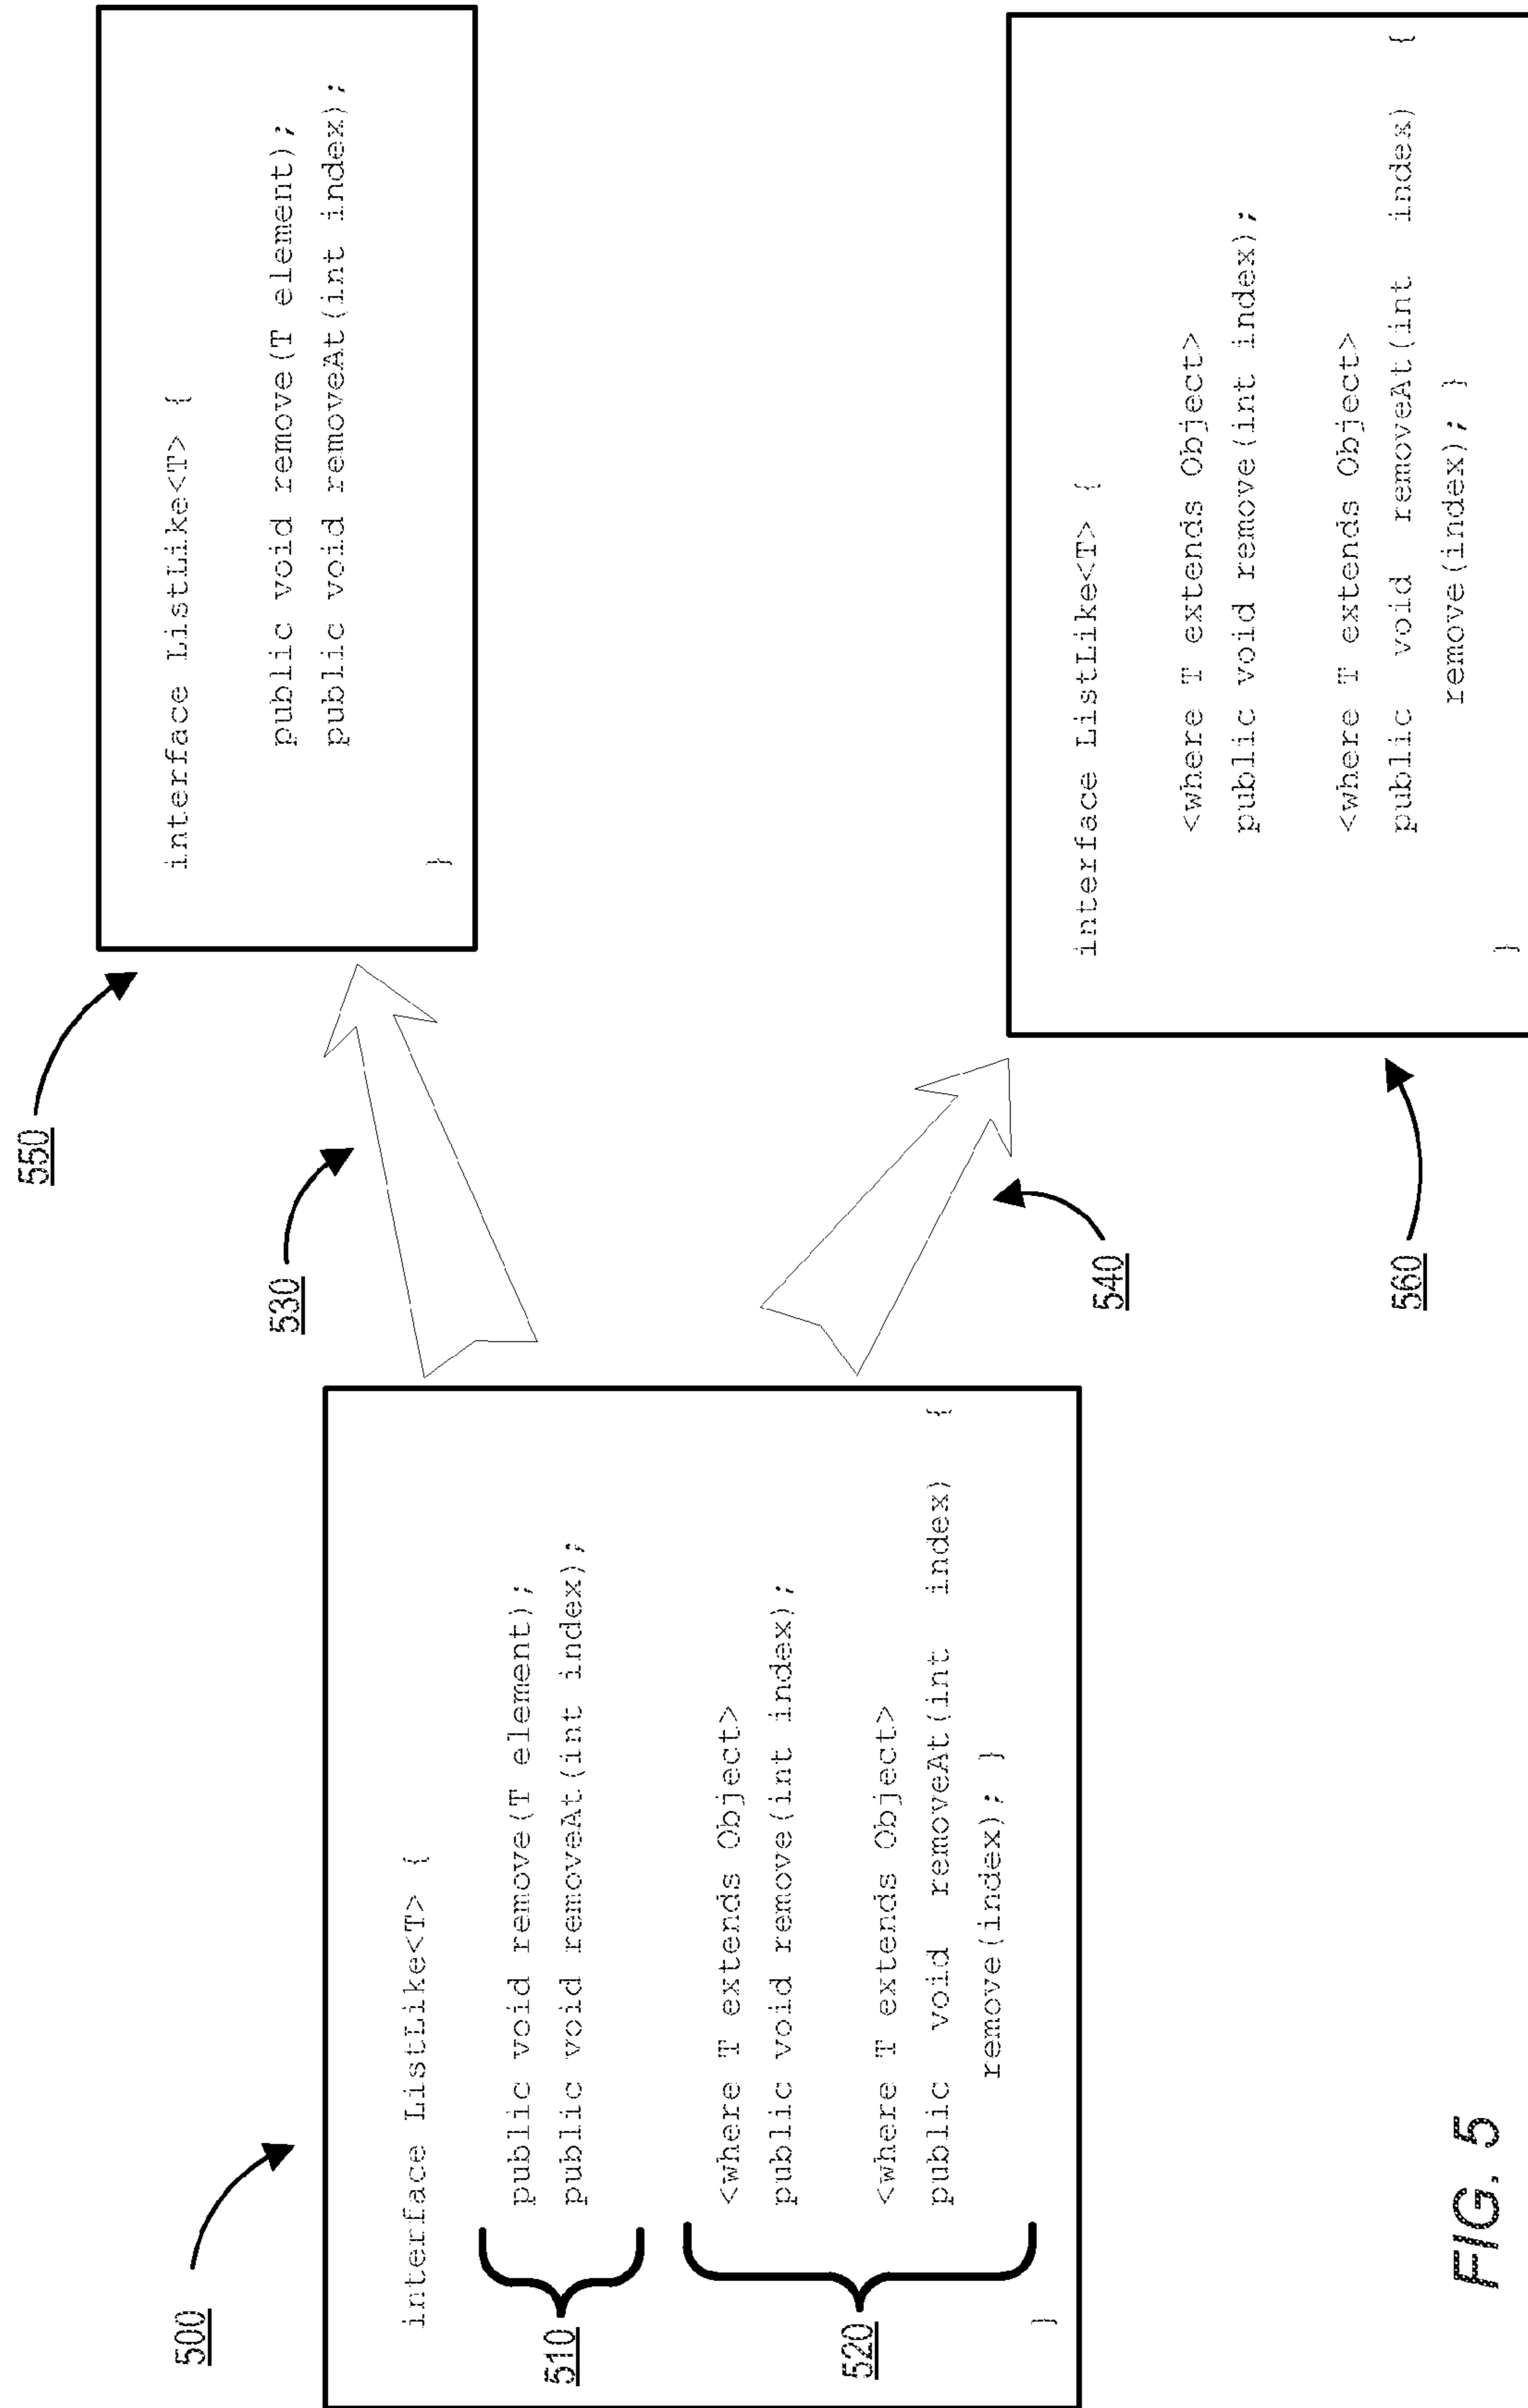 500
interface ListLike<T> {
510
public void remove(T element);
public void removeAt(int index);
520
<where T extends Object>
public void remove(int index);
<where T extends Object>
public void removeAt(int index) {
remove(index); }
}
530
540
550
interface ListLike<T> {
public void remove(T element);
public void removeAt(int index);
}
560
interface ListLike<T> {
<where T extends Object>
public void remove(int index);
<where T extends Object>
public void removeAt(int index) {
remove(index); }
}
FIG. 5